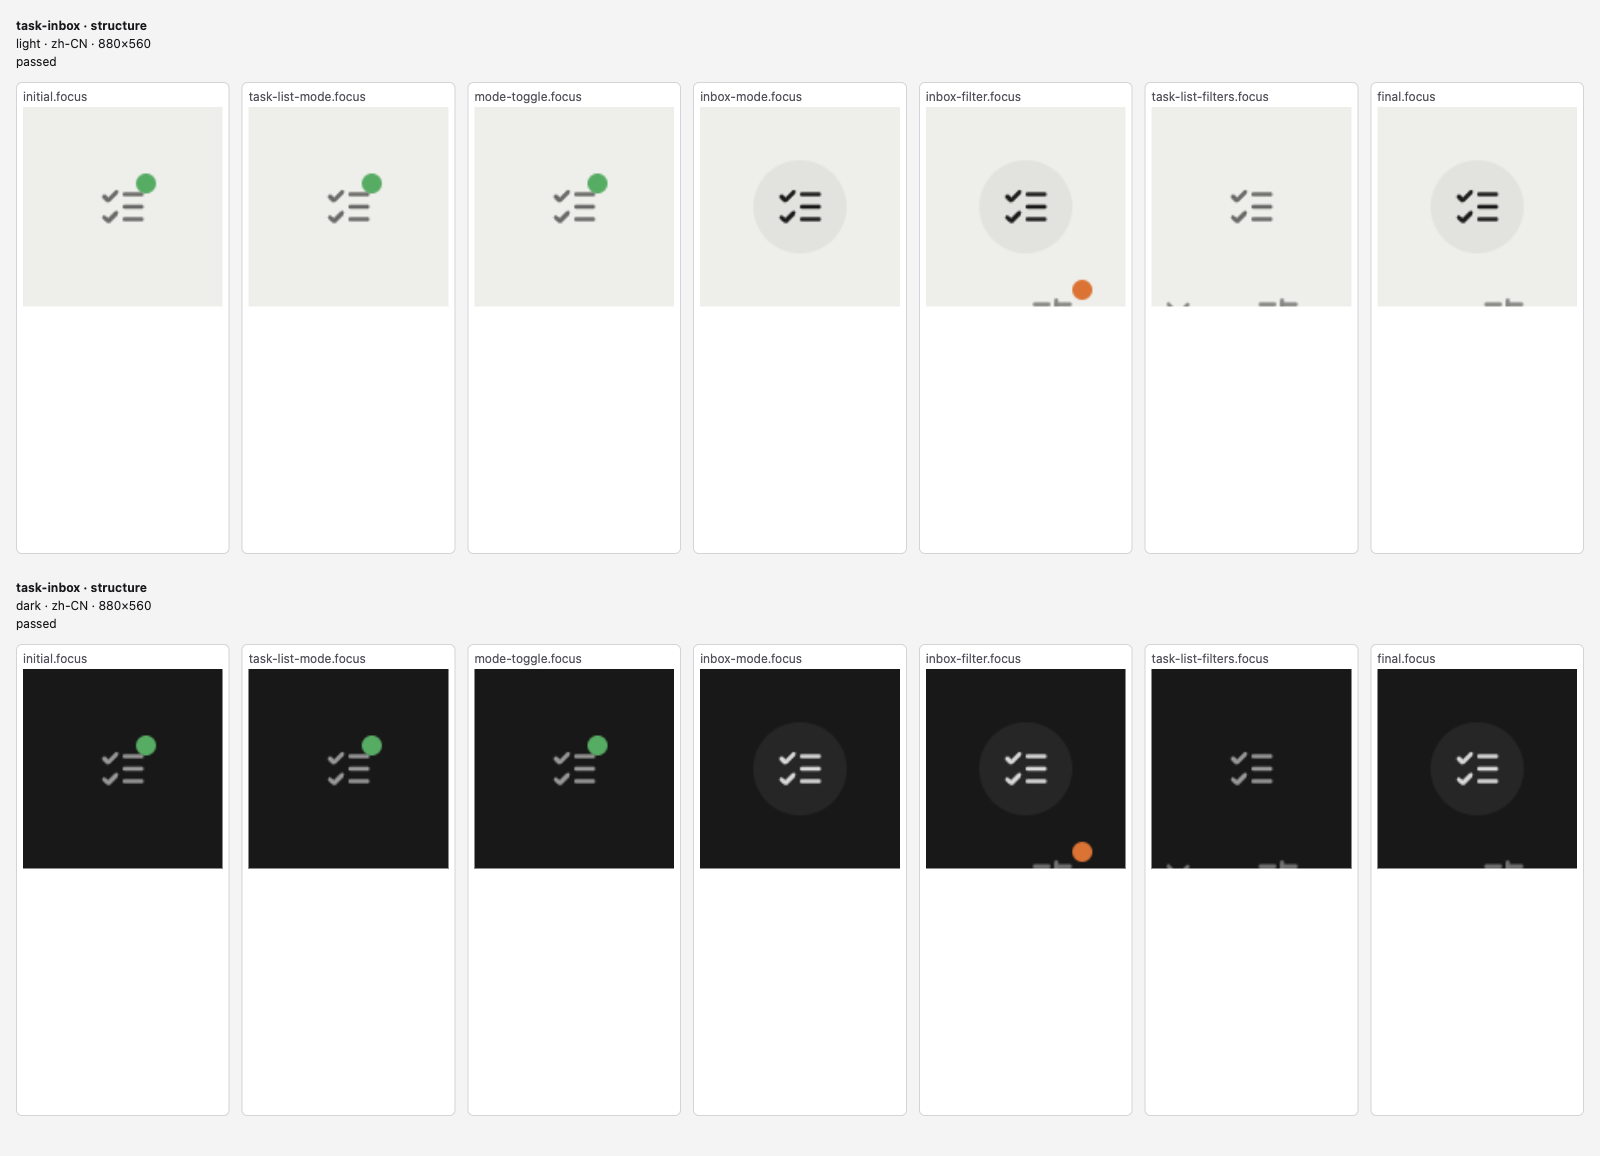 task-inbox · structure
light · zh-CN · 880×560
passed
initial.focus
task-list-mode.focus
mode-toggle.focus
inbox-mode.focus
inbox-filter.focus
task-list-filters.focus
final.focus
task-inbox · structure
dark · zh-CN · 880×560
passed
initial.focus
task-list-mode.focus
mode-toggle.focus
inbox-mode.focus
inbox-filter.focus
task-list-filters.focus
final.focus